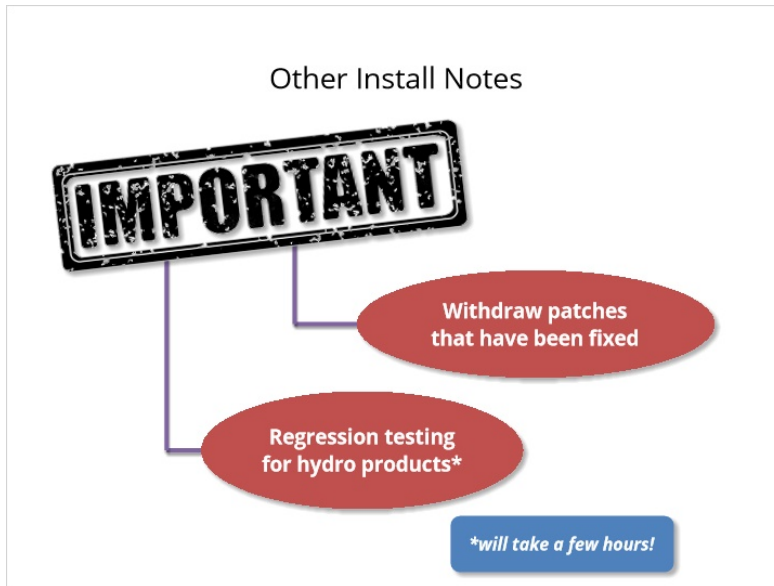 Other Install Notes
IMPORTANT
Withdraw patches
that have been fixed
Regression testing
for hydro products*
*will take a few hours!